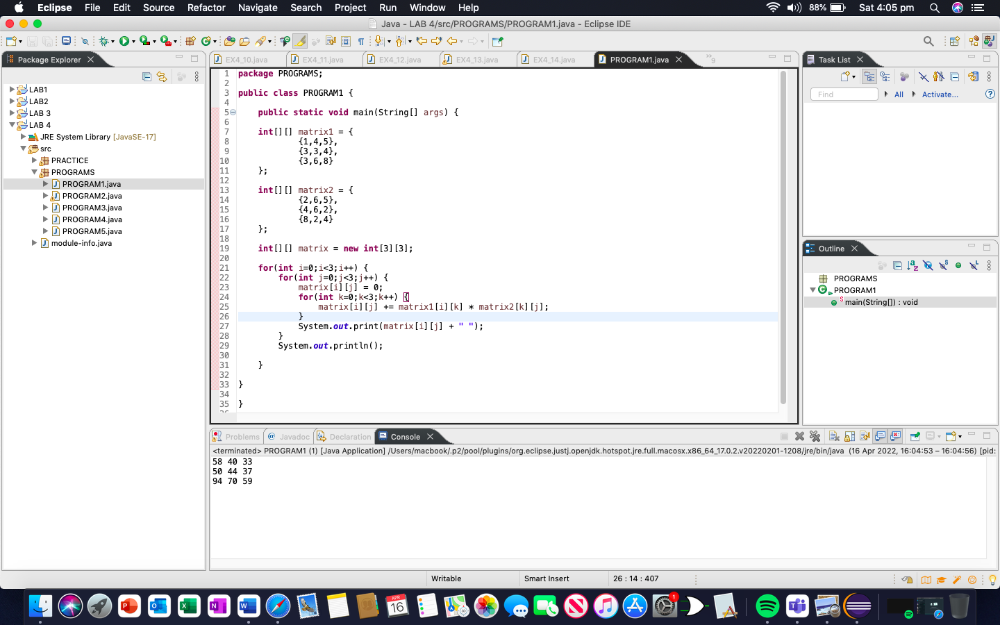 Eclipse File Edit Source Refactor Navigate Search Project Run Window Help 88% Sat 4:05 pm
Java - LAB 4/src/PROGRAMS/PROGRAM1.java - Eclipse IDE
Package Explorer
LAB1
LAB2
LAB 3
LAB 4
JRE System Library [JavaSE-17]
src
PRACTICE
PROGRAMS
PROGRAM1.java
PROGRAM2.java
PROGRAM3.java
PROGRAM4.java
PROGRAM5.java
module-info.java
EX4_10.java EX4_11.java EX4_12.java EX4_13.java EX4_14.java PROGRAM1.java »9
1 package PROGRAMS;
2
3 public class PROGRAM1 {
4
5 public static void main(String[] args) {
6
7 int[][] matrix1 = {
8 {1,4,5},
9 {3,3,4},
10 {3,6,8}
11 };
12
13 int[][] matrix2 = {
14 {2,6,5},
15 {4,6,2},
16 {8,2,4}
17 };
18
19 int[][] matrix = new int[3][3];
20
21 for(int i=0;i<3;i++) {
22 for(int j=0;j<3;j++) {
23 matrix[i][j] = 0;
24 for(int k=0;k<3;k++) {
25 matrix[i][j] += matrix1[i][k] * matrix2[k][j];
26 }
27 System.out.print(matrix[i][j] + " ");
28 }
29 System.out.println();
30
31 }
32
33 }
34
35 }
Task List
Find All Activate...
Outline
PROGRAMS
PROGRAM1
main(String[]) : void
Problems Javadoc Declaration Console
<terminated> PROGRAM1 (1) [Java Application] /Users/macbook/.p2/pool/plugins/org.eclipse.justj.openjdk.hotspot.jre.full.macosx.x86_64_17.0.2.v20220201-1208/jre/bin/java (16 Apr 2022, 16:04:53 – 16:04:56) [pid:
58 40 33
50 44 37
94 70 59
Writable Smart Insert 26 : 14 : 407
APR
16
1